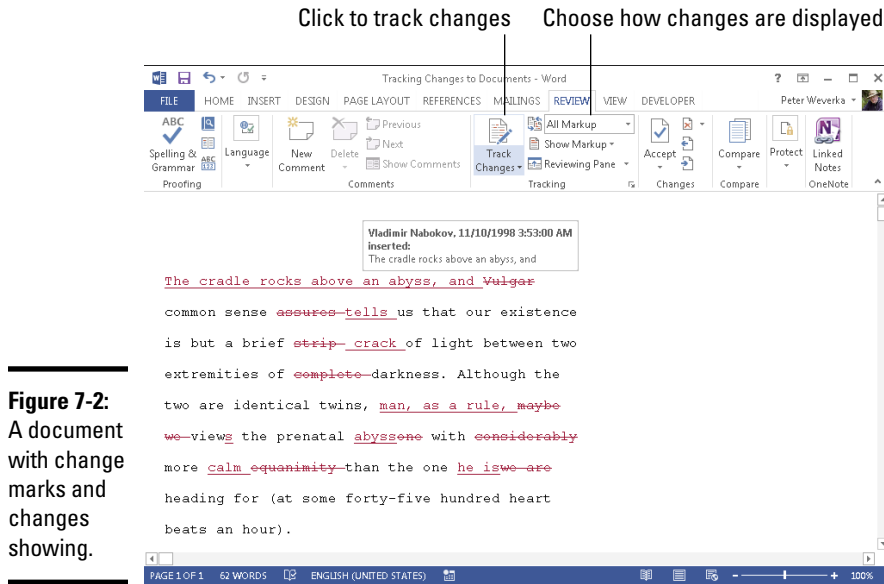 Click to track changes Choose how changes are displayed
Tracking Changes to Documents - Word
?
FILE HOME INSERT DESIGN PAGE LAYOUT REFERENCES MAILINGS REVIEW VIEW DEVELOPER Peter Weverka
ABC
Spelling &
Grammar
ABC
123
Proofing
Language
New
Comment
Delete
Previous
Next
Show Comments
Comments
Track
Changes
All Markup
Show Markup
Reviewing Pane
Tracking
Accept
Changes
Compare
Compare
Protect
Linked
Notes
OneNote
Vladimir Nabokov, 11/10/1998 3:53:00 AM
inserted:
The cradle rocks above an abyss, and
The cradle rocks above an abyss, and Vulgar
common sense assures tells us that our existence
is but a brief strip crack of light between two
extremities of complete darkness. Although the
two are identical twins, man, as a rule, maybe
we views the prenatal abyssone with considerably
more calm equanimity than the one he iswe are
heading for (at some forty-five hundred heart
beats an hour).
PAGE 1 OF 1 62 WORDS ENGLISH (UNITED STATES) 100%
Figure 7-2:
A document
with change
marks and
changes
showing.